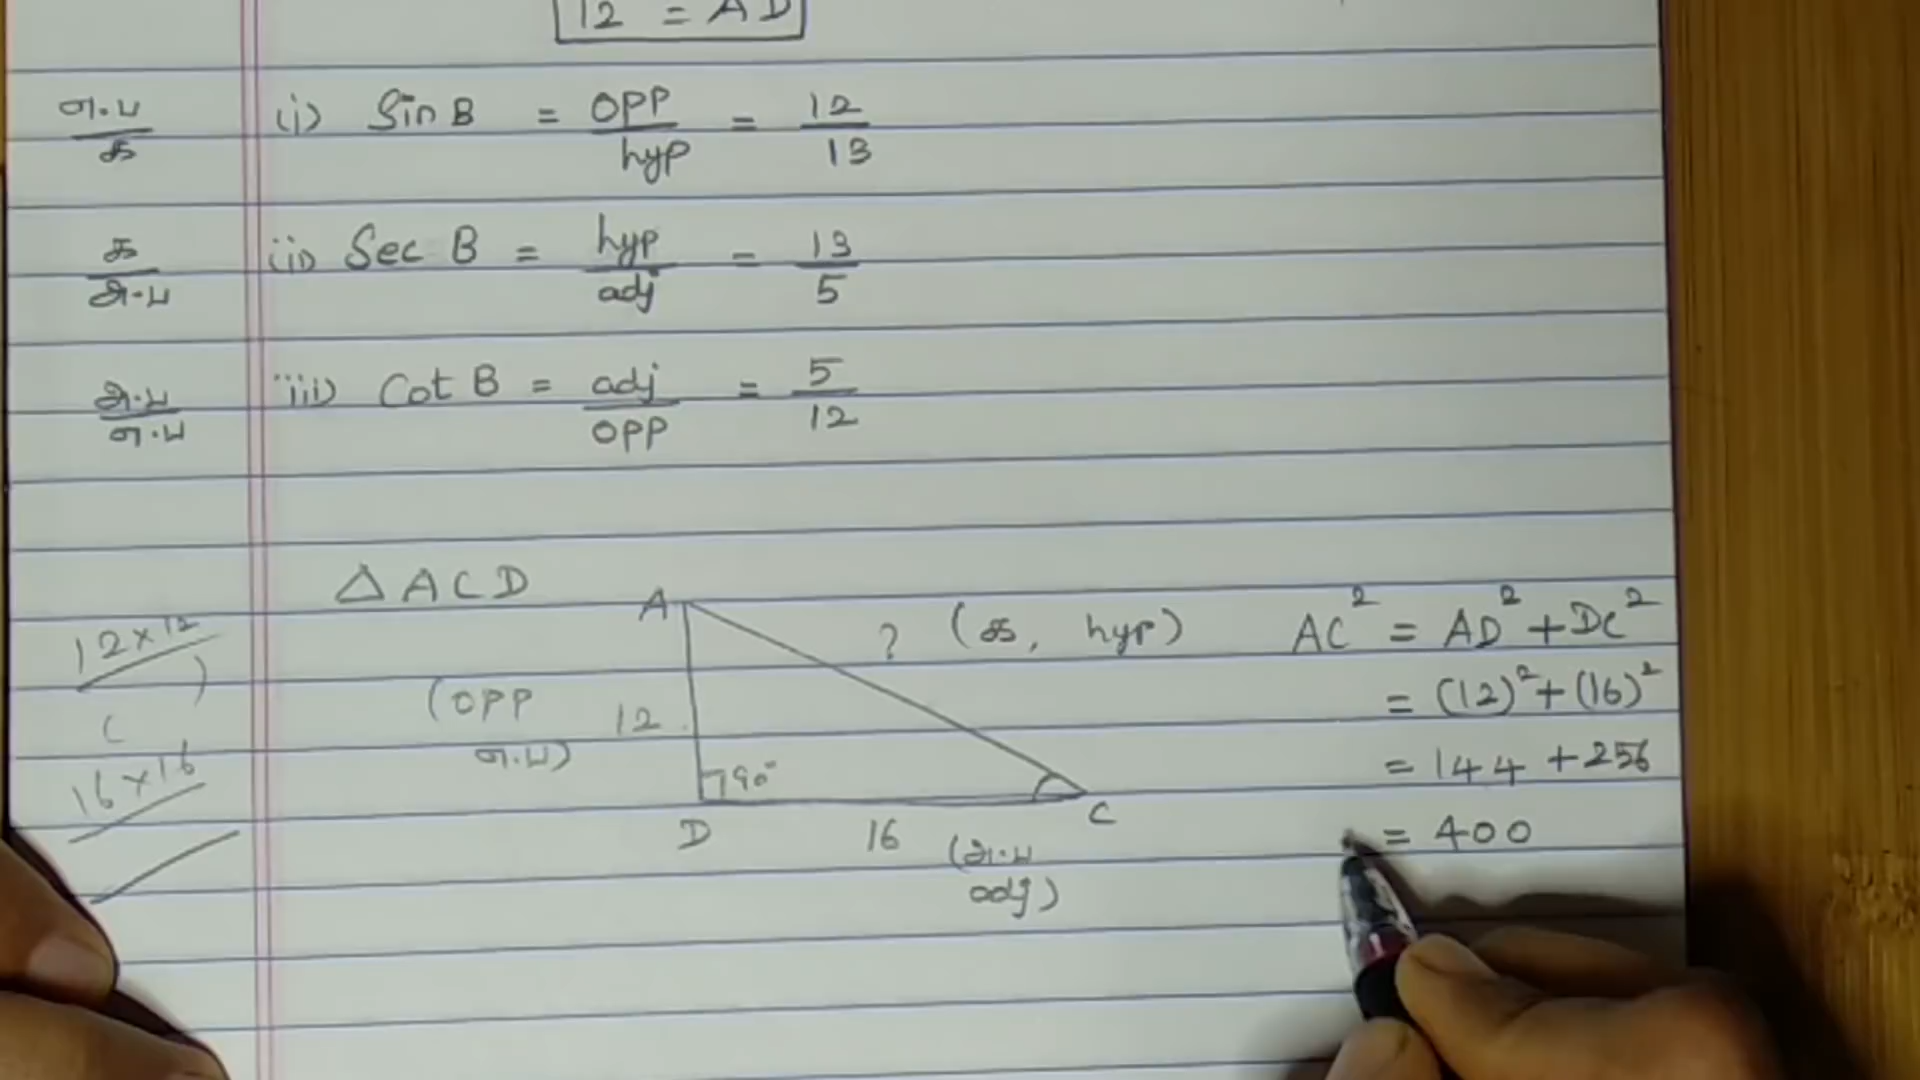 12 = AD
எ.ப/க (i) Sin B = opp/hyp = 12/13
க/அ.ப (ii) Sec B = hyp/adj = 13/5
அ.ப/எ.ப (iii) Cot B = adj/opp = 5/12
△ACD
A ? (க, hyp) AC² = AD² + DC²
12×12
(opp எ.ப) 12 = (12)² + (16)²
16×16
90° = 144 + 256
D 16 C = 400
(அ.ப adj)